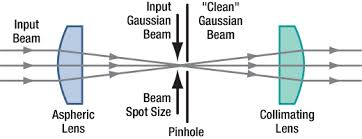 Input
Beam
Input
Gaussian
Beam
"Clean"
Gaussian
Beam
Aspheric
Lens
Beam
Spot Size
Pinhole
Collimating
Lens